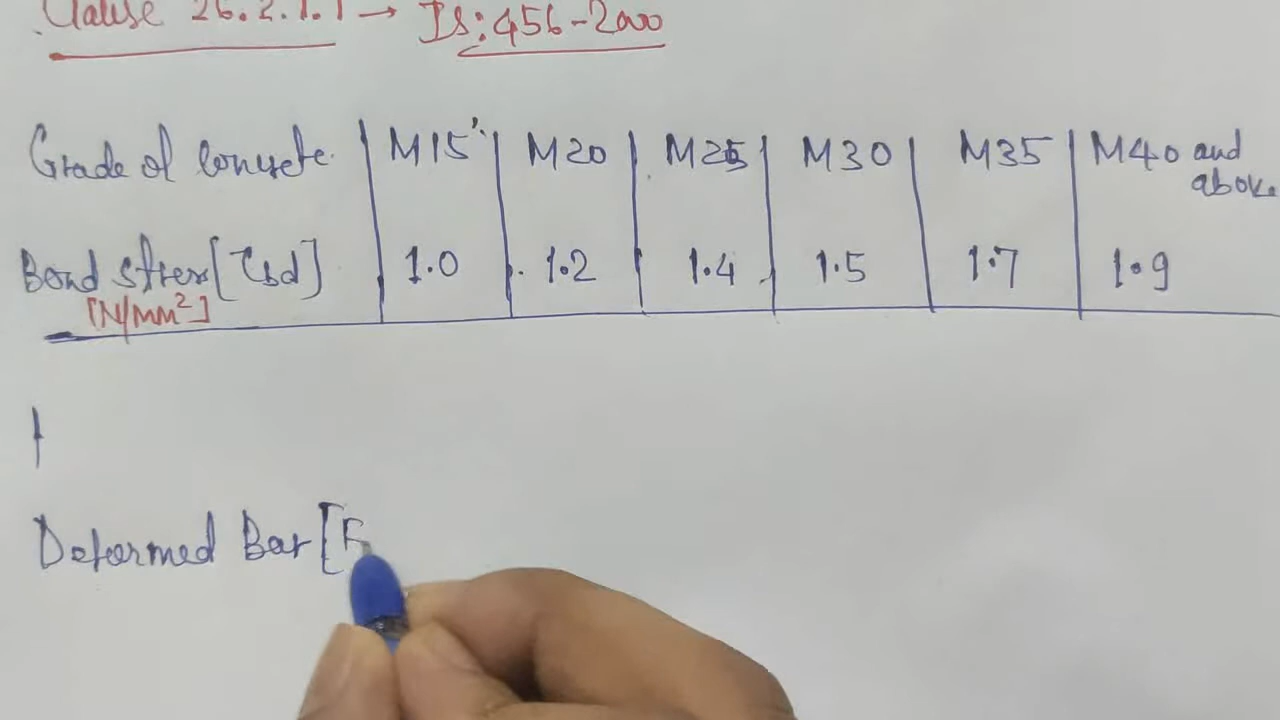 Clause 26.2.1.1 → IS:456-2000
Grade of Concrete M15 M20 M25 M30 M35 M40 and above
Bond stress [τbd] 1.0 1.2 1.4 1.5 1.7 1.9
[N/mm²]
Deformed Bar [F